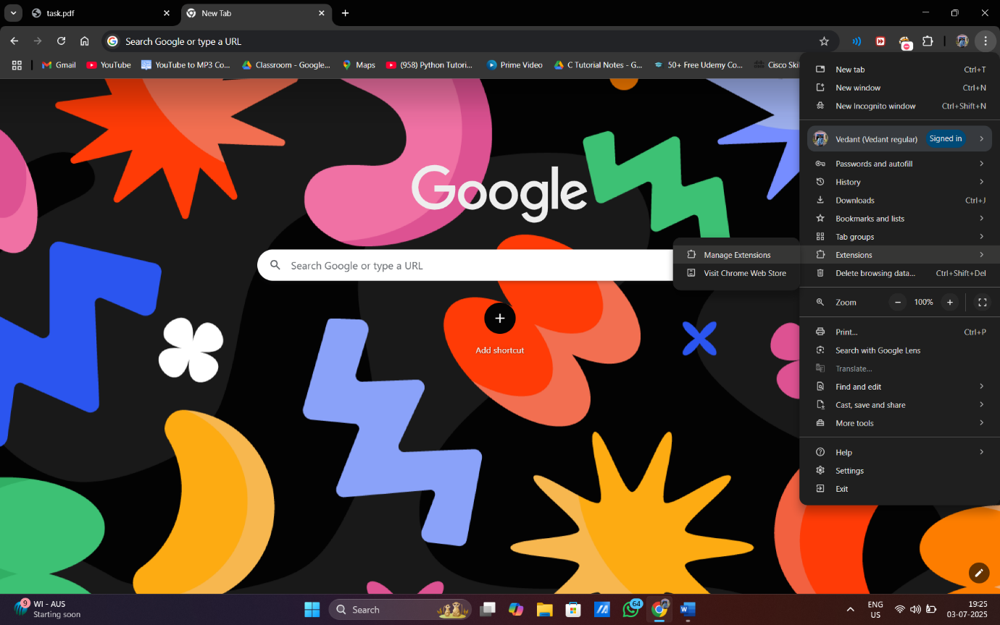 task.pdf
New Tab
Search Google or type a URL
Gmail
YouTube
YouTube to MP3 Co...
Classroom - Google...
Maps
(958) Python Tutori...
Prime Video
C Tutorial Notes - G...
50+ Free Udemy Co...
Cisco Skil
New tab Ctrl+T
New window Ctrl+N
New Incognito window Ctrl+Shift+N
Vedant (Vedant regular) Signed in
Passwords and autofill
History
Downloads Ctrl+J
Bookmarks and lists
Tab groups
Extensions
Delete browsing data... Ctrl+Shift+Del
Zoom 100%
Print... Ctrl+P
Search with Google Lens
Translate...
Find and edit
Cast, save and share
More tools
Help
Settings
Exit
Manage Extensions
Visit Chrome Web Store
Google
Search Google or type a URL
Add shortcut
9
WI - AUS
Starting soon
Search
64
ENG
US
19:25
03-07-2025